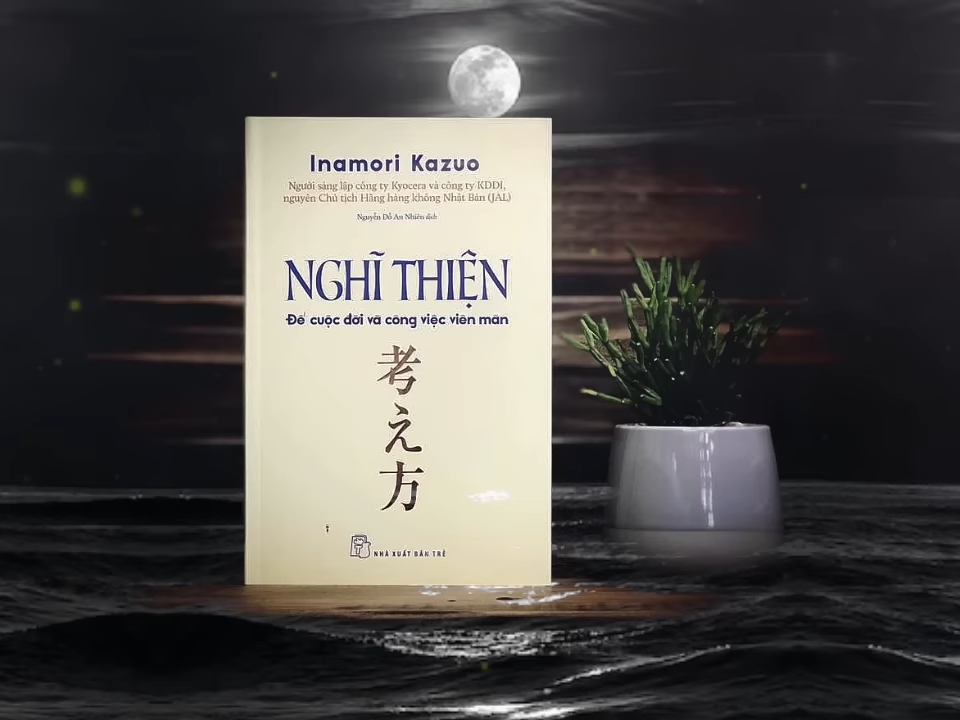 Inamori Kazuo
Người sáng lập công ty Kyocera và công ty KDDI,
nguyên Chủ tịch Hãng hàng không Nhật Bản (JAL)
Nguyễn Đỗ An Nhiên dịch
NGHĨ THIỆN
Để cuộc đời và công việc viên mãn
考え方
NHÀ XUẤT BẢN TRẺ